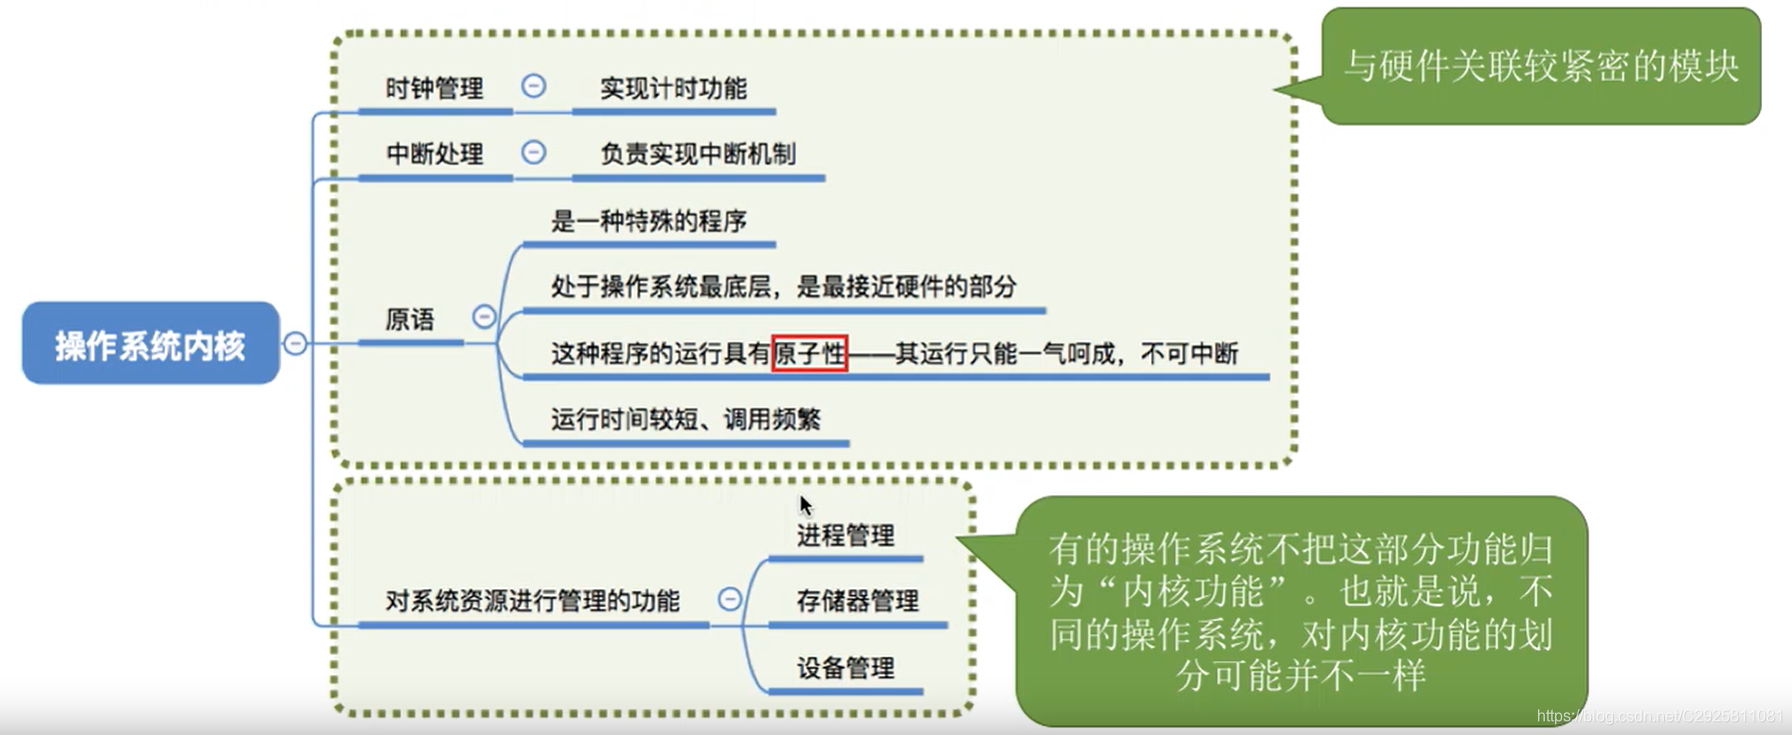 与硬件关联较紧密的模块
时钟管理
实现计时功能
中断处理
负责实现中断机制
是一种特殊的程序
处于操作系统最底层，是最接近硬件的部分
原语
这种程序的运行具有原子性——其运行只能一气呵成，不可中断
操作系统内核
运行时间较短、调用频繁
进程管理
对系统资源进行管理的功能
存储器管理
设备管理
有的操作系统不把这部分功能归
为“内核功能”。也就是说，不
同的操作系统，对内核功能的划
分可能并不一样
https://blog.csdn.net/C2925811081